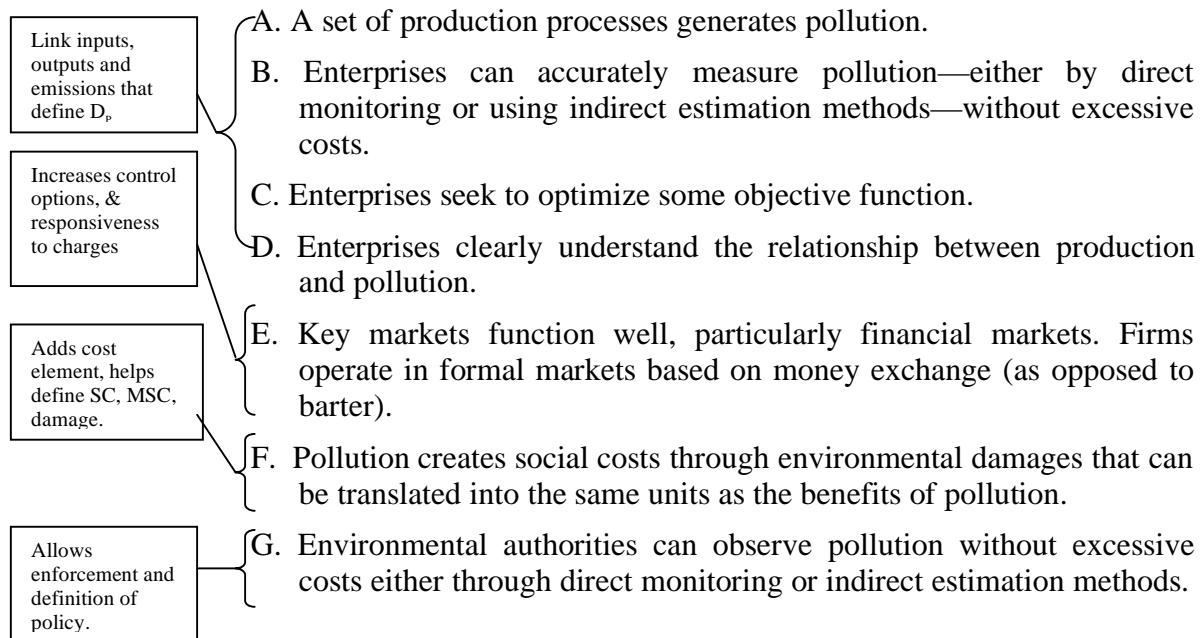 Link inputs,
outputs and
emissions that
define Dₚ
Increases control
options, &
responsiveness
to charges
Adds cost
element, helps
define SC, MSC,
damage.
Allows
enforcement and
definition of
policy.
A. A set of production processes generates pollution.
B. Enterprises can accurately measure pollution—either by direct
monitoring or using indirect estimation methods—without excessive
costs.
C. Enterprises seek to optimize some objective function.
D. Enterprises clearly understand the relationship between production
and pollution.
E. Key markets function well, particularly financial markets. Firms
operate in formal markets based on money exchange (as opposed to
barter).
F. Pollution creates social costs through environmental damages that can
be translated into the same units as the benefits of pollution.
G. Environmental authorities can observe pollution without excessive
costs either through direct monitoring or indirect estimation methods.